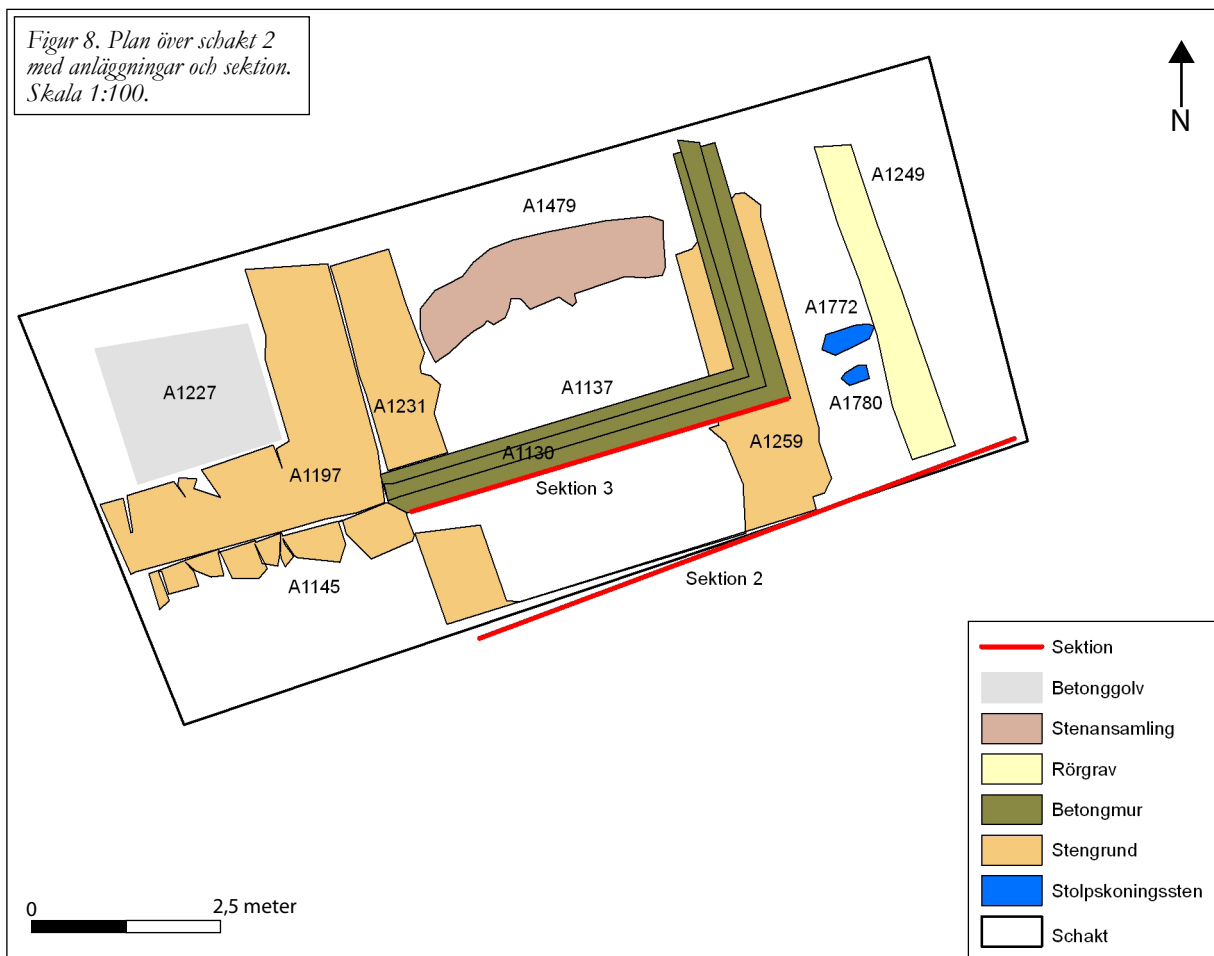 Figur 8. Plan över schakt 2
med anläggningar och sektion.
Skala 1:100.
N
A1249
A1479
A1772
A1137
A1227
A1780
A1231
A1259
A1130
A1197
Sektion 3
Sektion 2
A1145
Sektion
Betonggolv
Stenansamling
Rörgrav
Betongmur
Stengrund
Stolpskoningssten
Schakt
0 2,5 meter